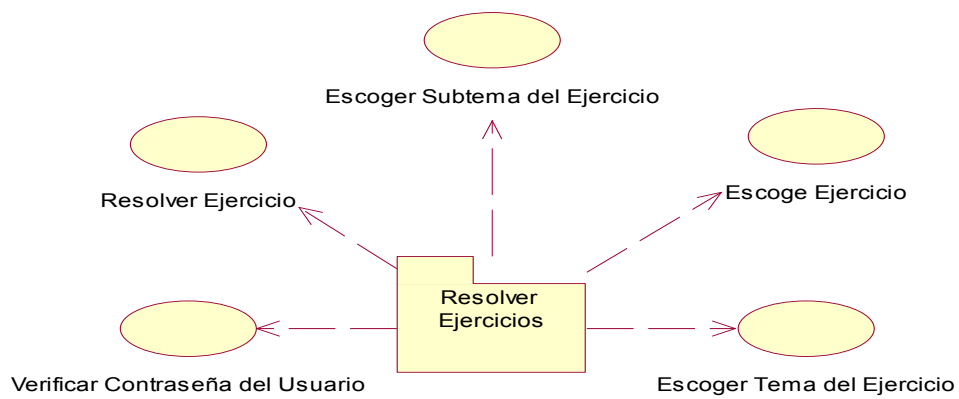 Escoger Subtema del Ejercicio
Resolver Ejercicio
Escoge Ejercicio
Resolver
Ejercicios
Verificar Contraseña del Usuario
Escoger Tema del Ejercicio